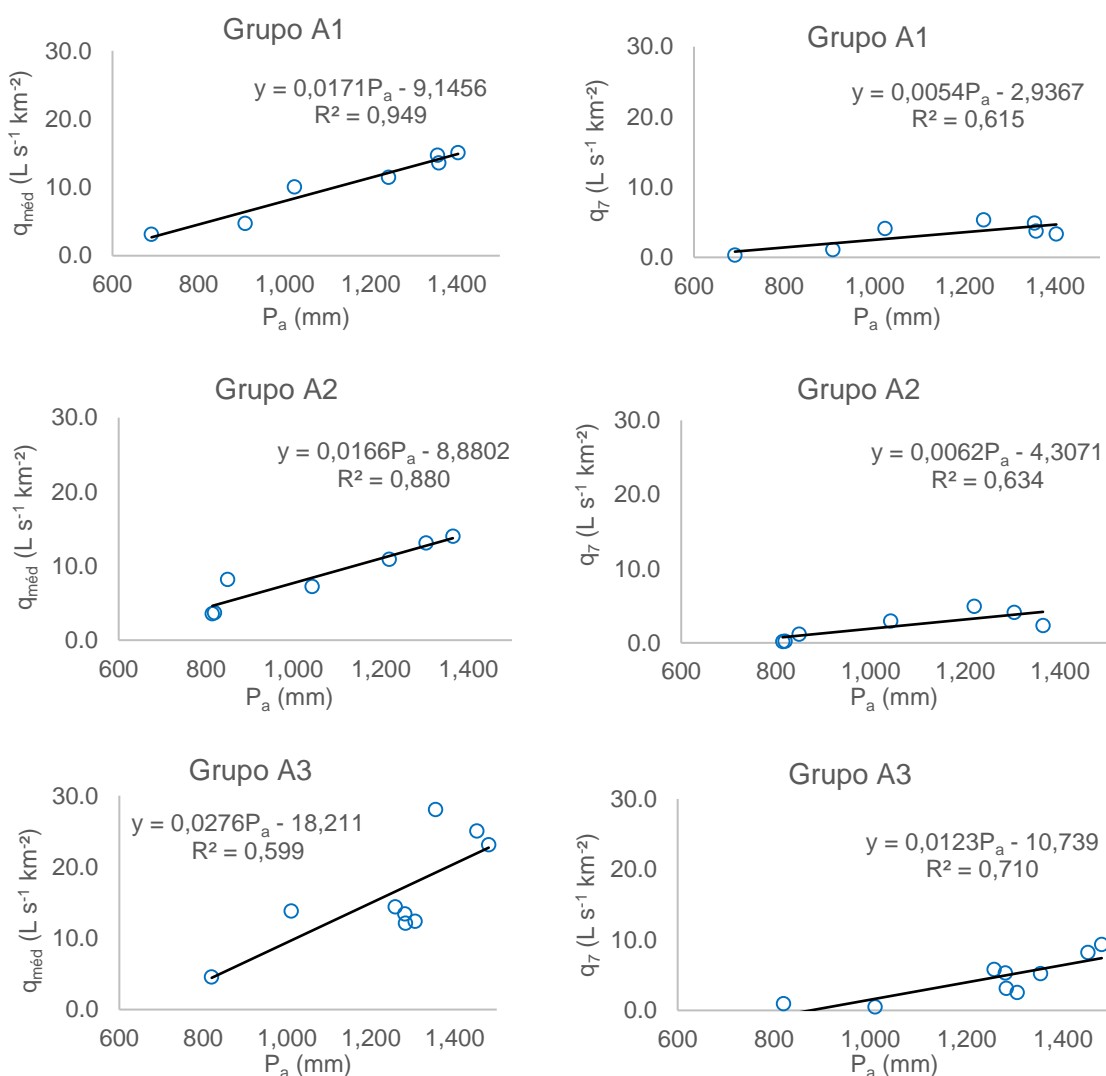 Grupo A1
y = 0,0171Pₐ - 9,1456
R² = 0,949
q_méd (L s⁻¹ km⁻²)
30.0
20.0
10.0
0.0
600 800 1,000 1,200 1,400
Pₐ (mm)
Grupo A1
y = 0,0054Pₐ - 2,9367
R² = 0,615
q₇ (L s⁻¹ km⁻²)
30.0
20.0
10.0
0.0
600 800 1,000 1,200 1,400
Pₐ (mm)
Grupo A2
y = 0,0166Pₐ - 8,8802
R² = 0,880
q_méd (L s⁻¹ km⁻²)
30.0
20.0
10.0
0.0
600 800 1,000 1,200 1,400
Pₐ (mm)
Grupo A2
y = 0,0062Pₐ - 4,3071
R² = 0,634
q₇ (L s⁻¹ km⁻²)
30.0
20.0
10.0
0.0
600 800 1,000 1,200 1,400
Pₐ (mm)
Grupo A3
y = 0,0276Pₐ - 18,211
R² = 0,599
q_méd (L s⁻¹ km⁻²)
30.0
20.0
10.0
0.0
600 800 1,000 1,200 1,400
Pₐ (mm)
Grupo A3
y = 0,0123Pₐ - 10,739
R² = 0,710
q₇ (L s⁻¹ km⁻²)
30.0
20.0
10.0
0.0
600 800 1,000 1,200 1,400
Pₐ (mm)